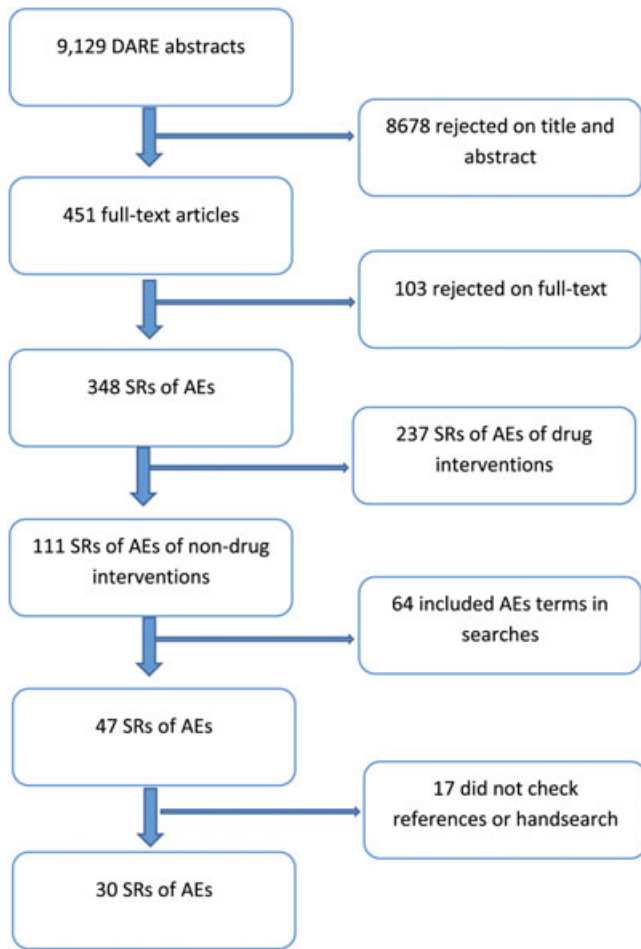 9,129 DARE abstracts
8678 rejected on title and
abstract
451 full-text articles
103 rejected on full-text
348 SRs of AEs
237 SRs of AEs of drug
interventions
111 SRs of AEs of non-drug
interventions
64 included AEs terms in
searches
47 SRs of AEs
17 did not check
references or handsearch
30 SRs of AEs